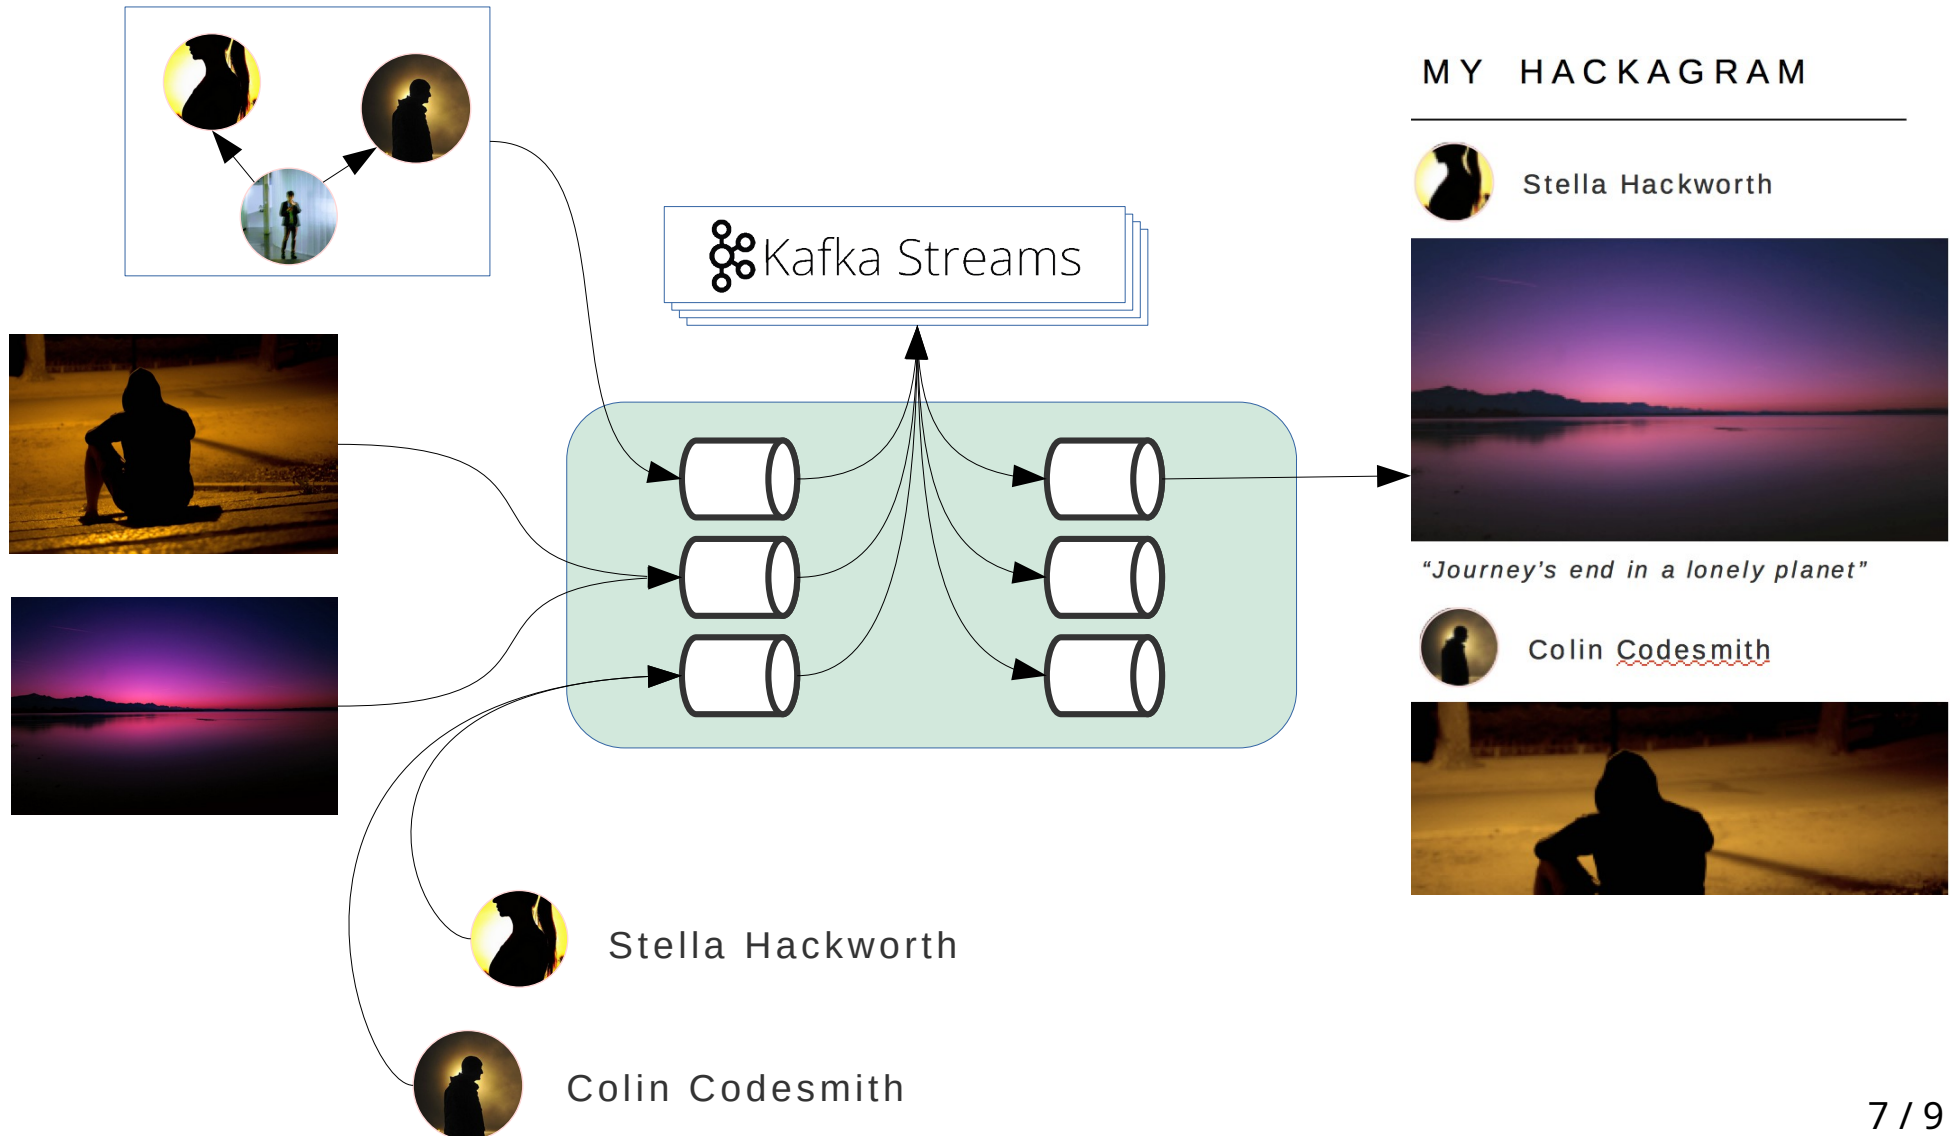 MY HACKAGRAM
Stella Hackworth
Kafka Streams
“Journey’s end in a lonely planet”
Colin Codesmith
Stella Hackworth
Colin Codesmith
7 / 9